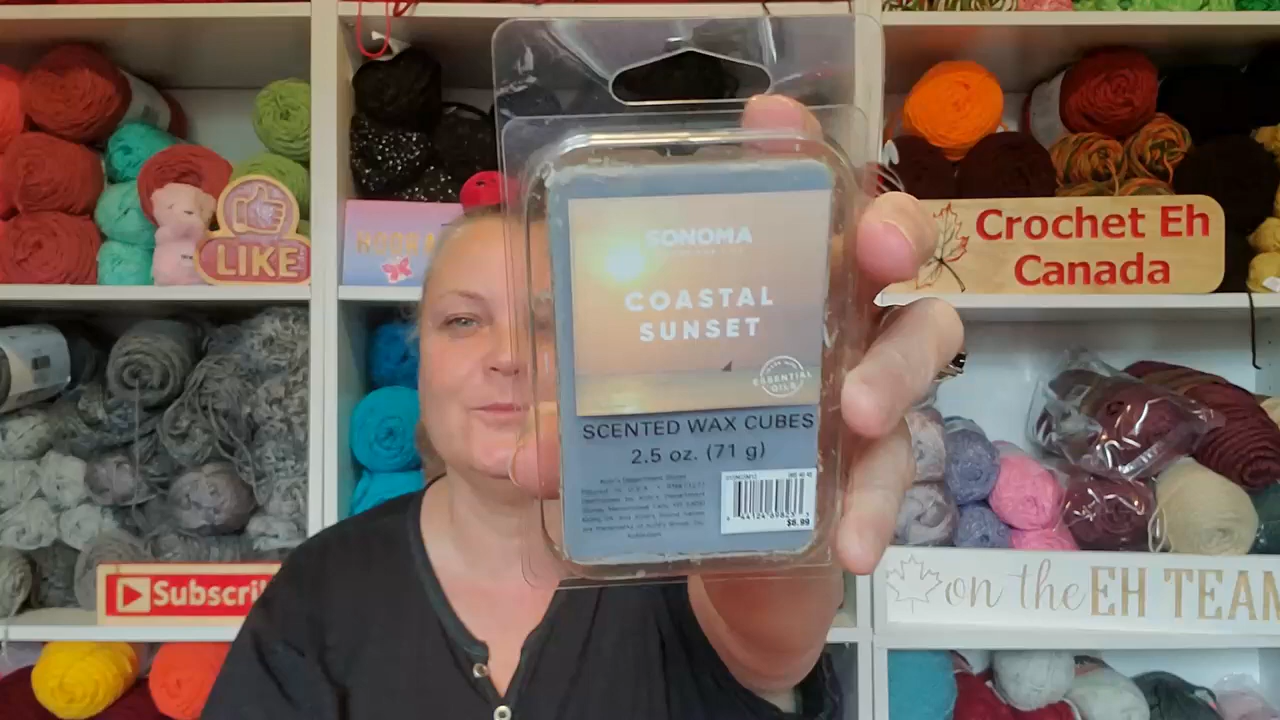 LIKE
Crochet Eh
Canada
SONOMA
COASTAL
SUNSET
ESSENTIAL
OILS
SCENTED WAX CUBES
2.5 oz. (71 g)
$6.99
Subscri
on the EH TEAM